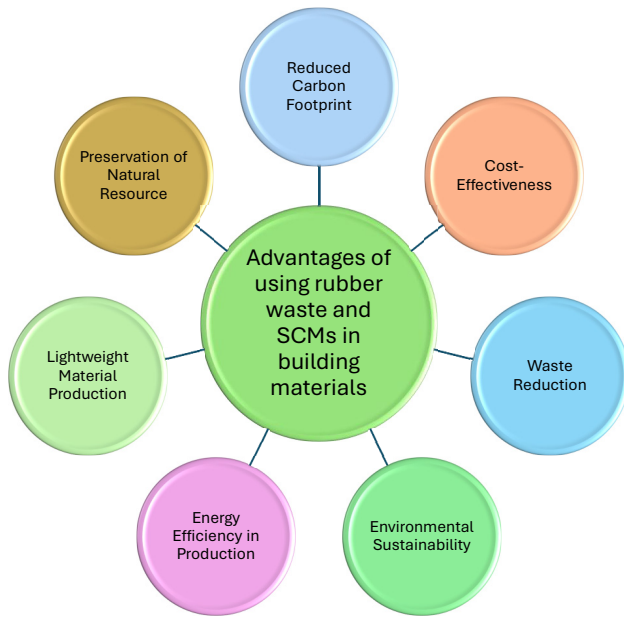 Reduced
Carbon
Footprint
Cost-
Effectiveness
Waste
Reduction
Environmental
Sustainability
Energy
Efficiency in
Production
Lightweight
Material
Production
Preservation of
Natural
Resource
Advantages of
using rubber
waste and
SCMs in
building
materials